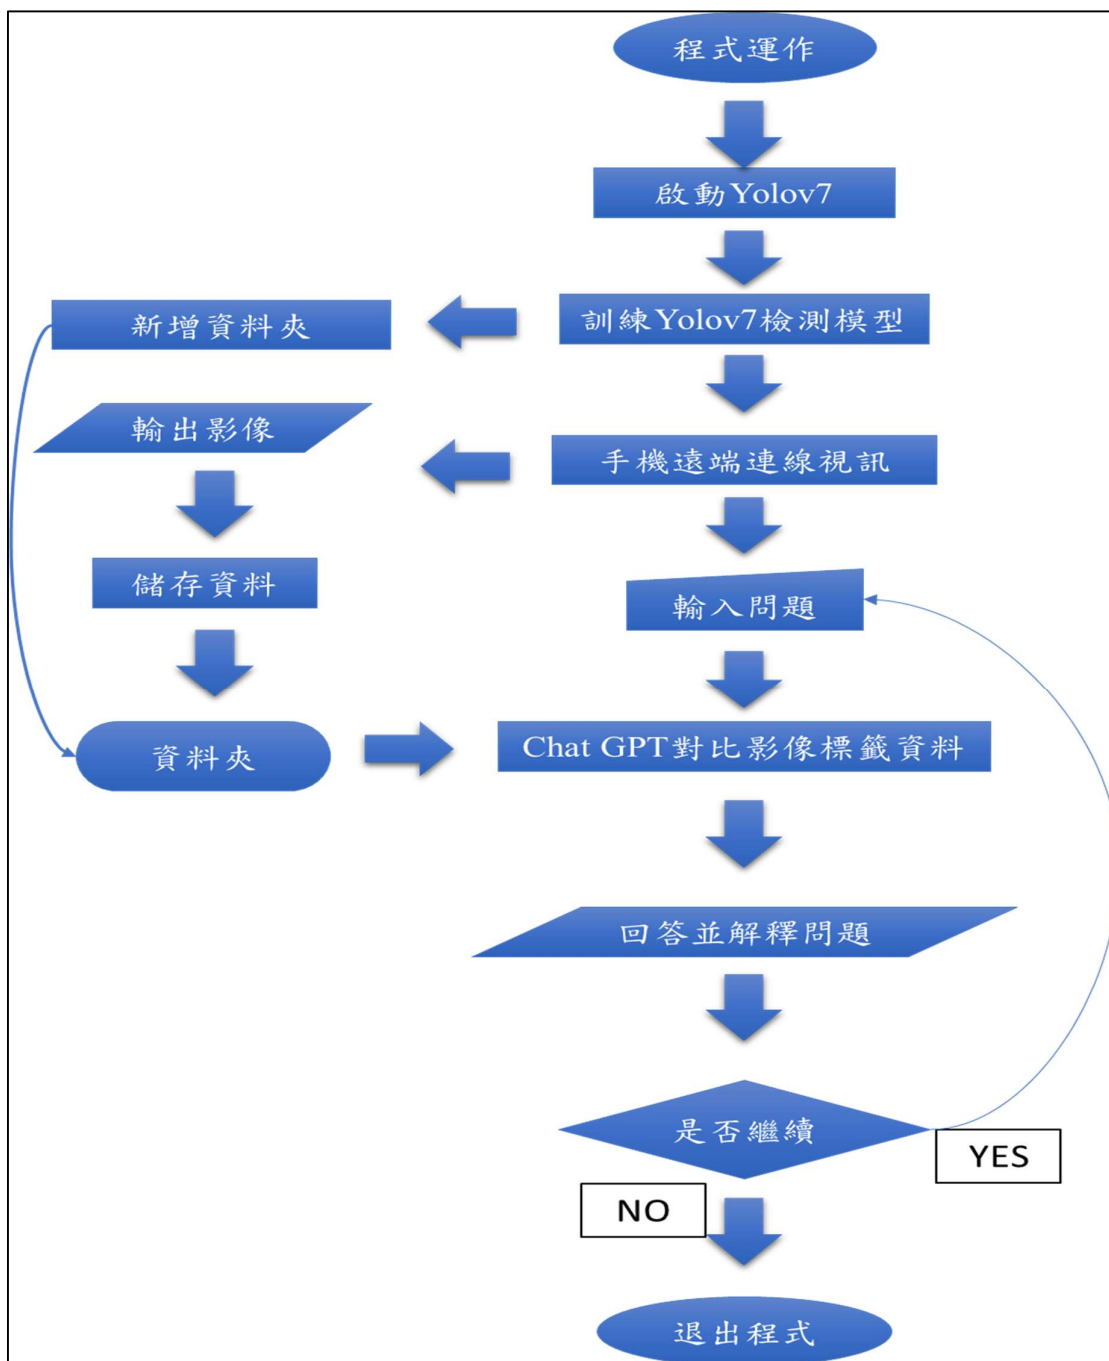 程式運作
啟動Yolov7
新增資料夾
訓練Yolov7檢測模型
輸出影像
手機遠端連線視訊
儲存資料
輸入問題
資料夾
Chat GPT對比影像標籤資料
回答並解釋問題
是否繼續
YES
NO
退出程式